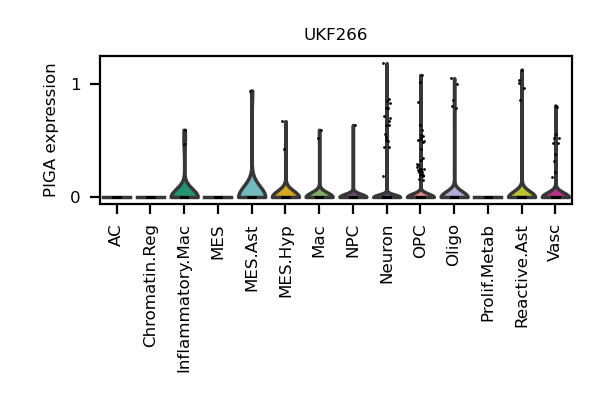 UKF266
PIGA expression
1
0
AC
Chromatin.Reg
Inflammatory.Mac
MES
MES.Ast
MES.Hyp
Mac
NPC
Neuron
OPC
Oligo
Prolif.Metab
Reactive.Ast
Vasc